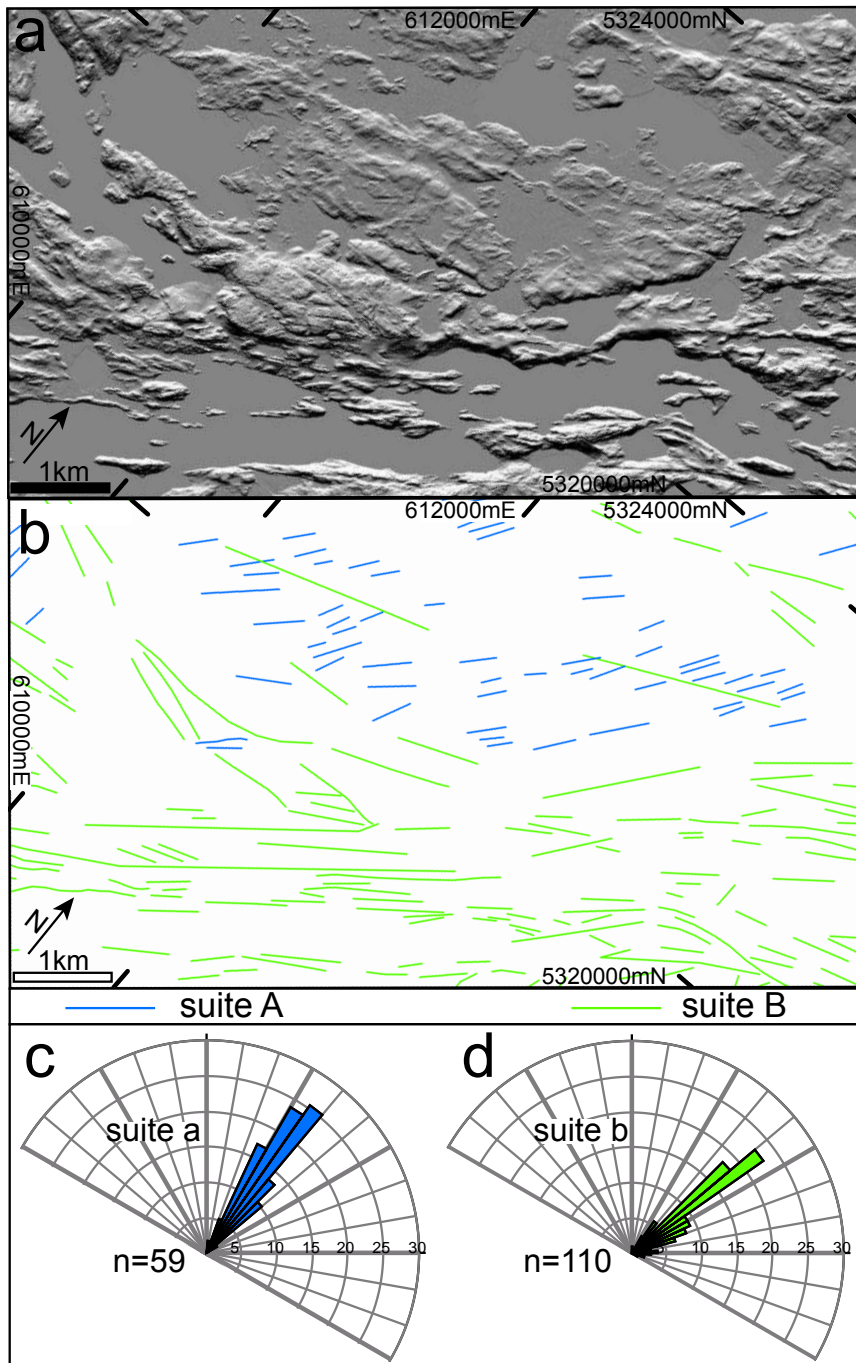 612000mE 5324000mN
a
610000mE
N
1km
5320000mN
b
612000mE 5324000mN
610000mE
N
1km
5320000mN
suite A suite B
c d
suite a suite b
5 10 15 20 25 30
5 10 15 20 25 30
n=59 n=110